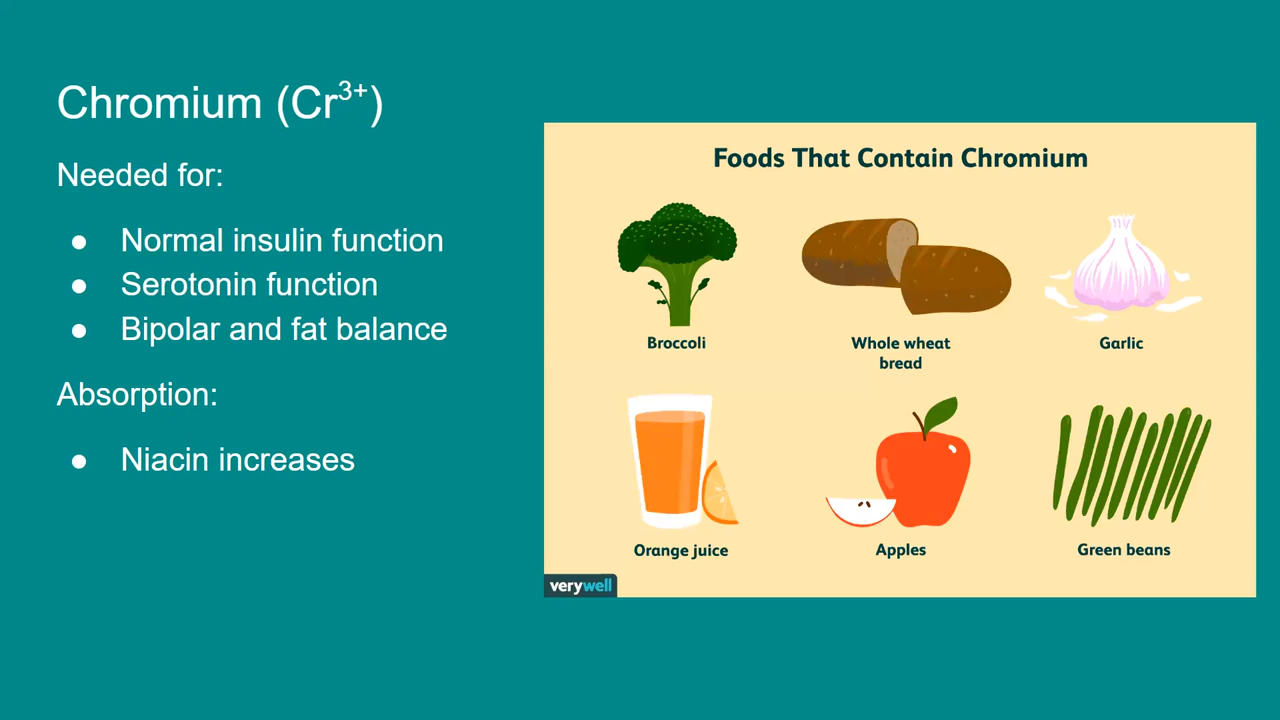 Chromium (Cr³⁺)
Needed for:
● Normal insulin function
● Serotonin function
● Bipolar and fat balance
Absorption:
● Niacin increases
Foods That Contain Chromium
Broccoli
Whole wheat
bread
Garlic
Orange juice
Apples
Green beans
verywell